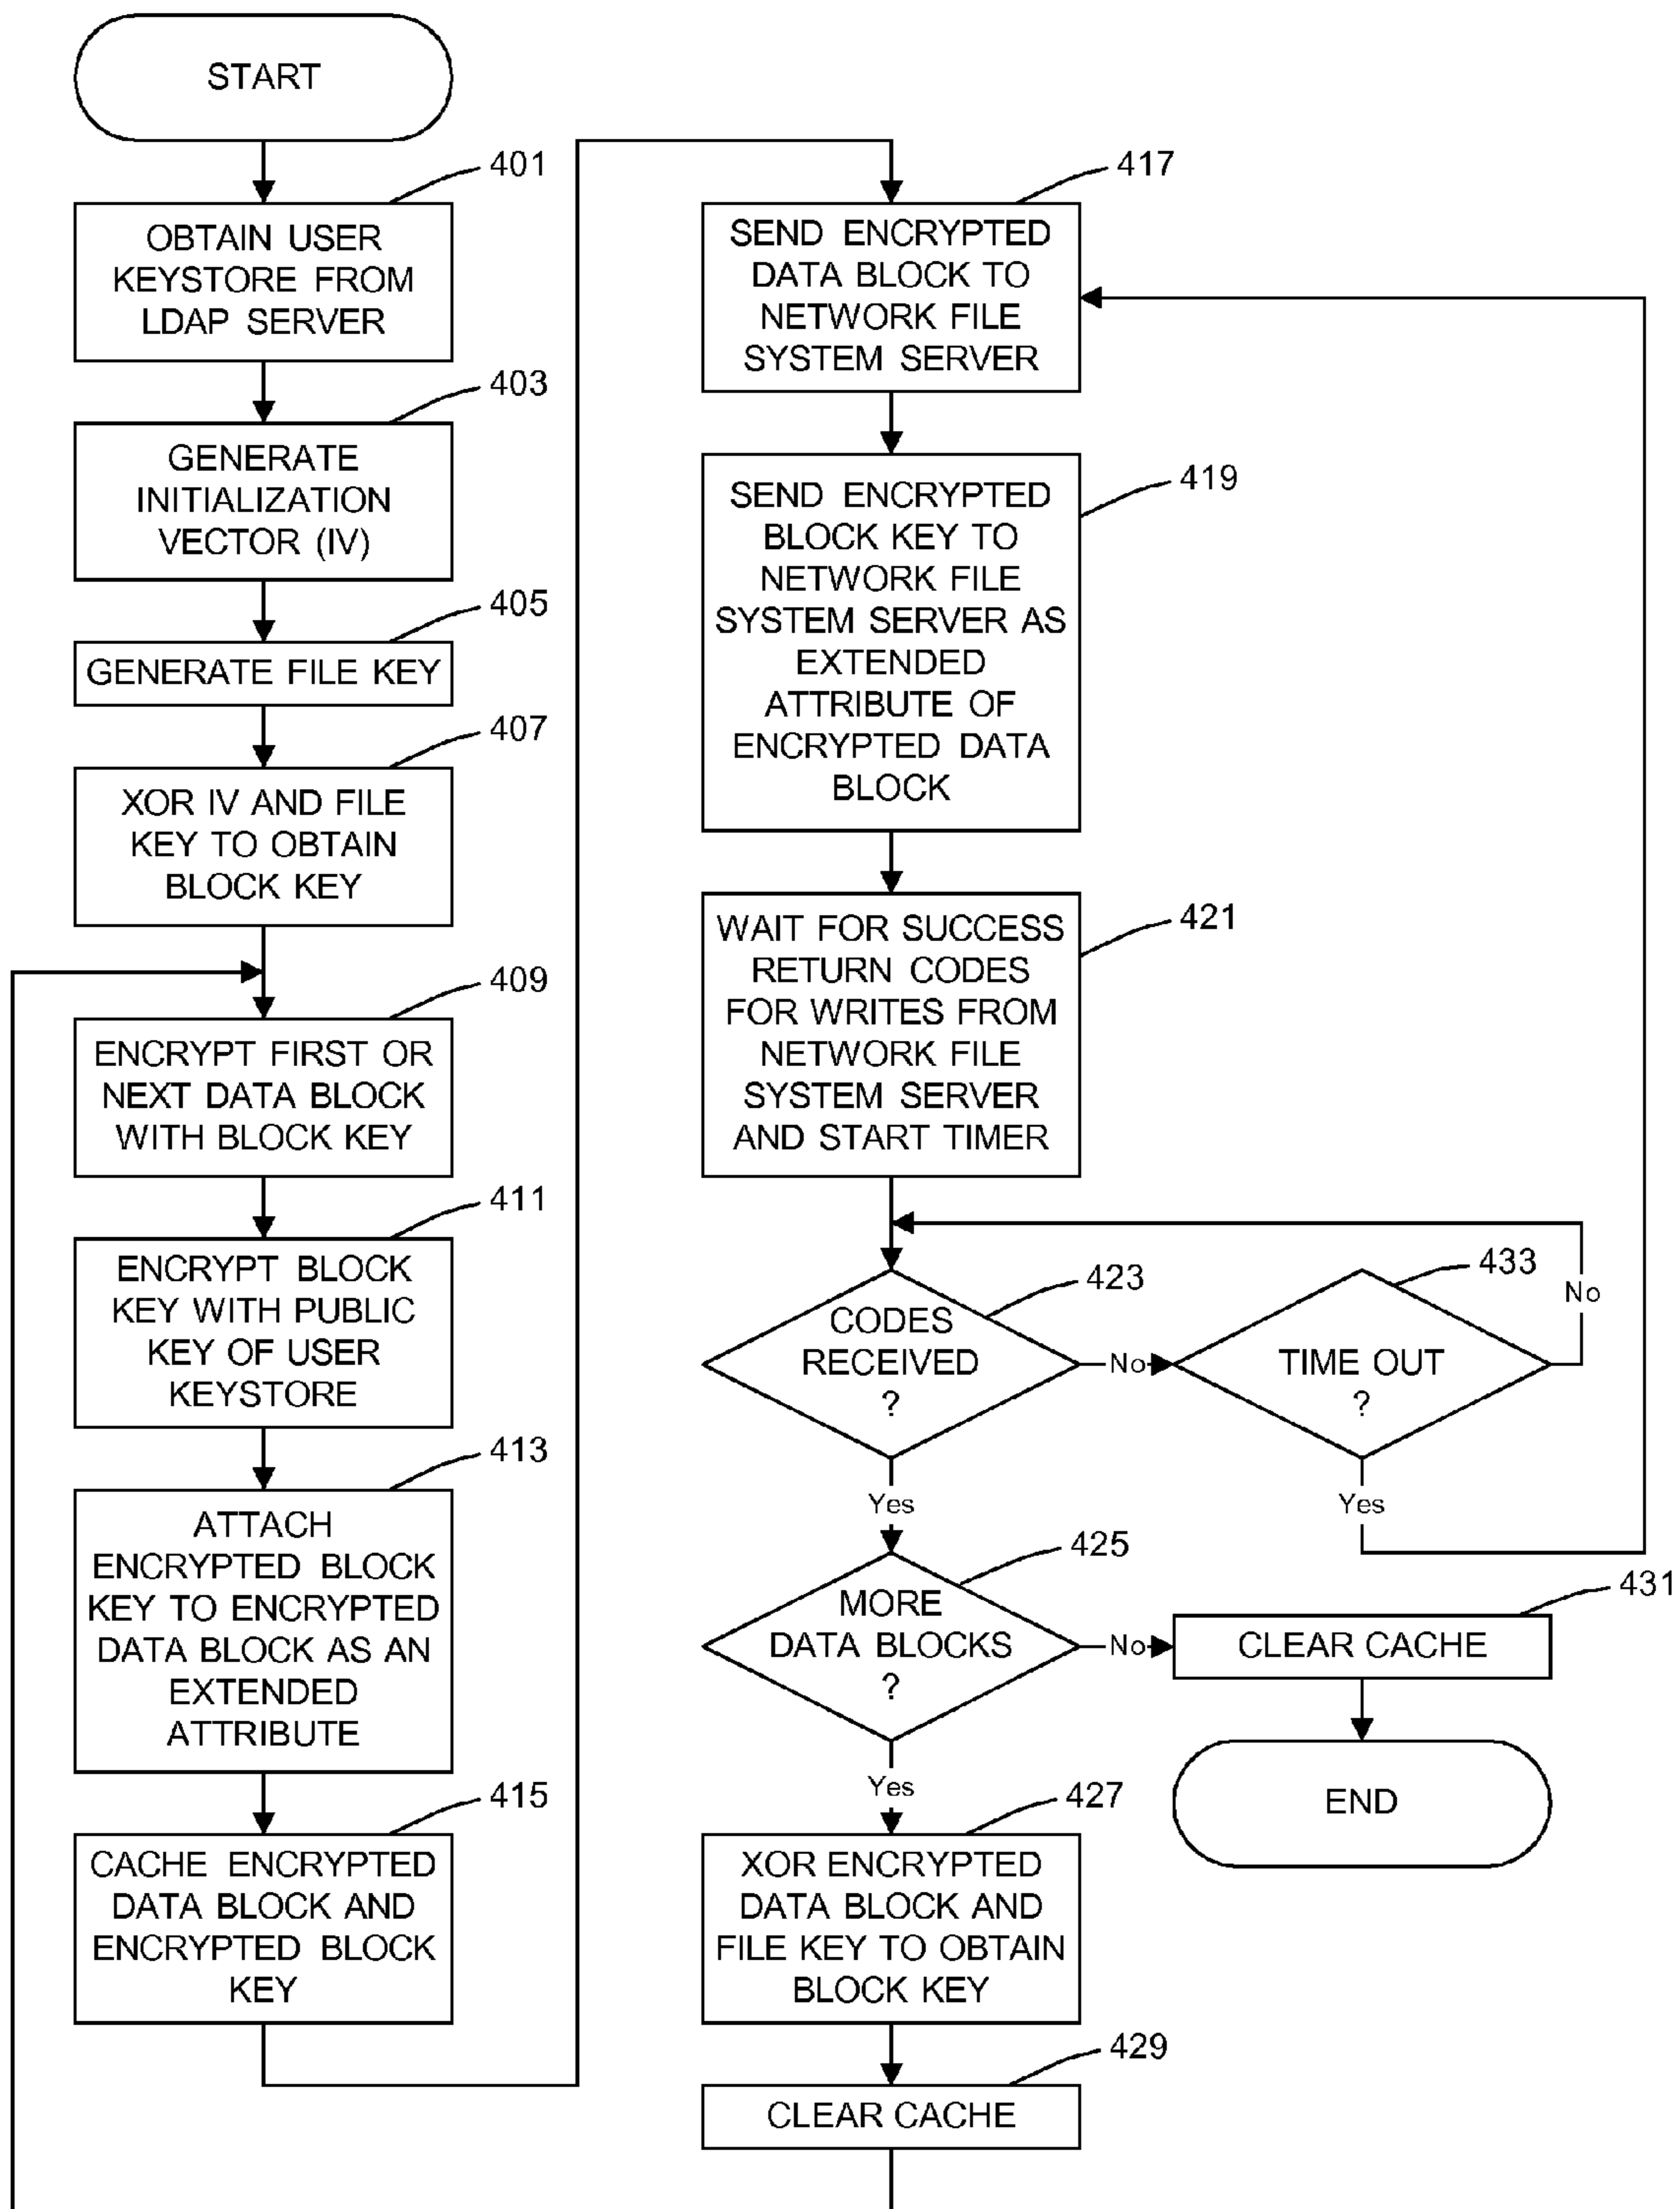 START
401
OBTAIN USER
KEYSTORE FROM
LDAP SERVER
403
GENERATE
INITIALIZATION
VECTOR (IV)
405
GENERATE FILE KEY
407
XOR IV AND FILE
KEY TO OBTAIN
BLOCK KEY
409
ENCRYPT FIRST OR
NEXT DATA BLOCK
WITH BLOCK KEY
411
ENCRYPT BLOCK
KEY WITH PUBLIC
KEY OF USER
KEYSTORE
413
ATTACH
ENCRYPTED BLOCK
KEY TO ENCRYPTED
DATA BLOCK AS AN
EXTENDED
ATTRIBUTE
415
CACHE ENCRYPTED
DATA BLOCK AND
ENCRYPTED BLOCK
KEY
417
SEND ENCRYPTED
DATA BLOCK TO
NETWORK FILE
SYSTEM SERVER
419
SEND ENCRYPTED
BLOCK KEY TO
NETWORK FILE
SYSTEM SERVER AS
EXTENDED
ATTRIBUTE OF
ENCRYPTED DATA
BLOCK
421
WAIT FOR SUCCESS
RETURN CODES
FOR WRITES FROM
NETWORK FILE
SYSTEM SERVER
AND START TIMER
423
CODES
RECEIVED
?
No
433
TIME OUT
?
No
Yes
Yes
425
MORE
DATA BLOCKS
?
No
431
CLEAR CACHE
END
Yes
427
XOR ENCRYPTED
DATA BLOCK AND
FILE KEY TO OBTAIN
BLOCK KEY
429
CLEAR CACHE